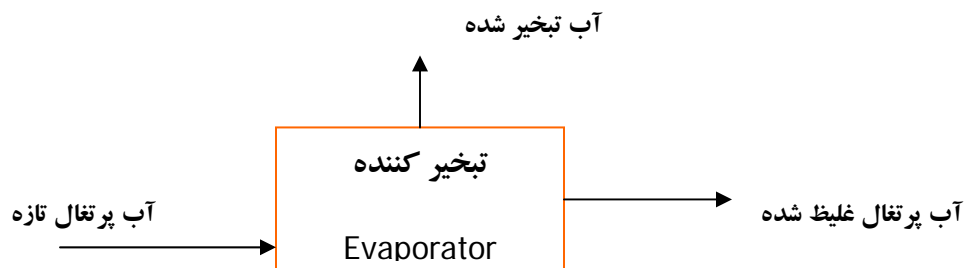 آب تبخیر شده
تبخیر کننده
آب پرتغال تازه
آب پرتغال غلیظ شده
Evaporator